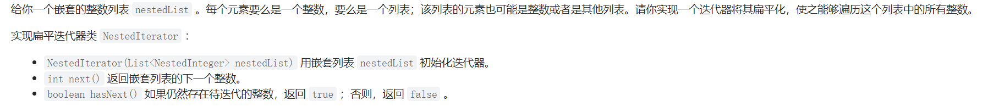 给你一个嵌套的整数列表 nestedList 。每个元素要么是一个整数，要么是一个列表；该列表的元素也可能是整数或者是其他列表。请你实现一个迭代器将其扁平化，使之能够遍历这个列表中的所有整数。
实现扁平迭代器类 NestedIterator ：
• NestedIterator(List<NestedInteger> nestedList) 用嵌套列表 nestedList 初始化迭代器。
• int next() 返回嵌套列表的下一个整数。
• boolean hasNext() 如果仍然存在待迭代的整数，返回 true ；否则，返回 false 。